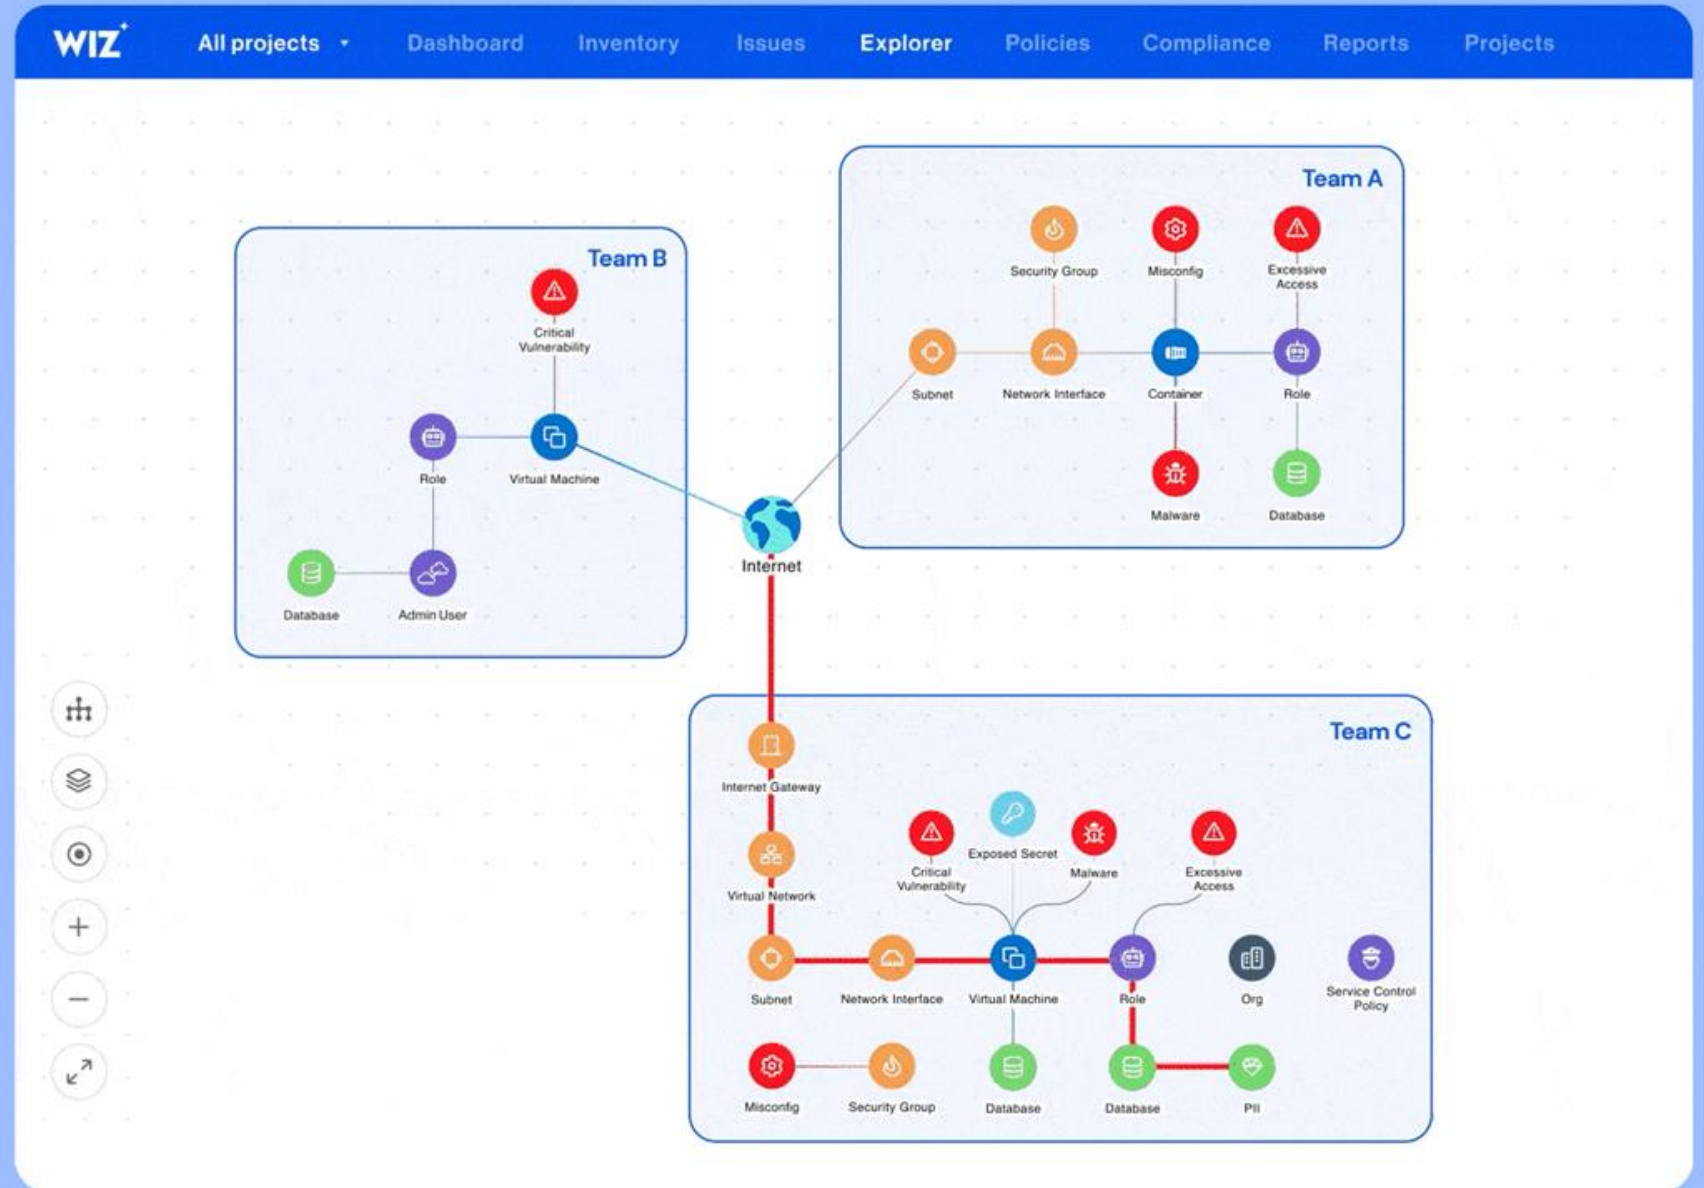 WIZ
All projects
Dashboard
Inventory
Issues
Explorer
Policies
Compliance
Reports
Projects
Team A
Security Group
Misconfig
Excessive
Access
Subnet
Network Interface
Container
Role
Malware
Database
Team B
Critical
Vulnerability
Role
Virtual Machine
Database
Admin User
Internet
Team C
Internet Gateway
Virtual Network
Critical
Vulnerability
Exposed Secret
Malware
Excessive
Access
Subnet
Network Interface
Virtual Machine
Role
Org
Service Control
Policy
Misconfig
Security Group
Database
Database
PII